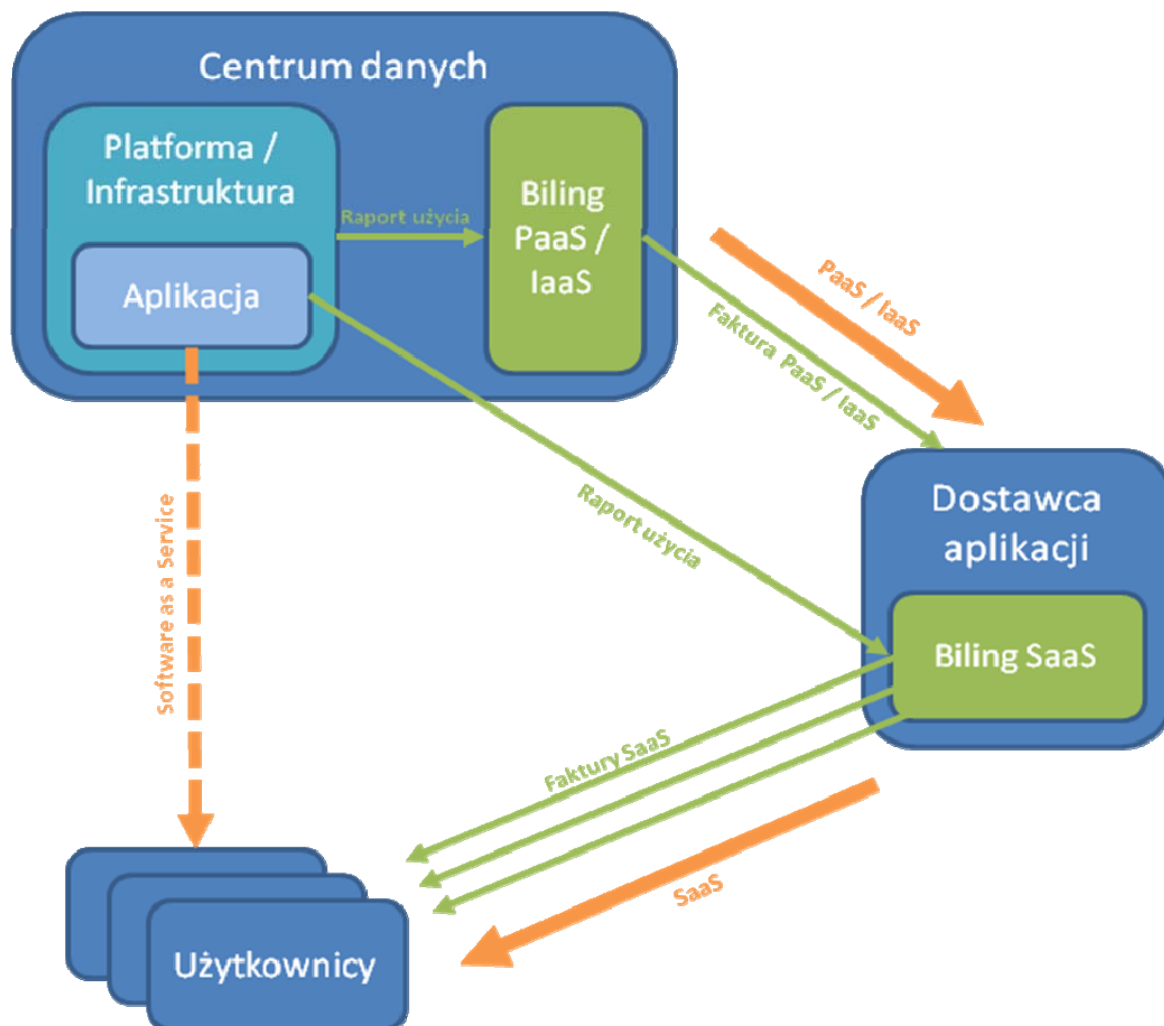 Centrum danych
Platforma /
Infrastruktura
Aplikacja
Raport użycia
Biling
PaaS /
IaaS
PaaS / IaaS
Faktura PaaS / IaaS
Raport użycia
Software as a Service
Dostawca
aplikacji
Biling SaaS
Faktury SaaS
SaaS
Użytkownicy